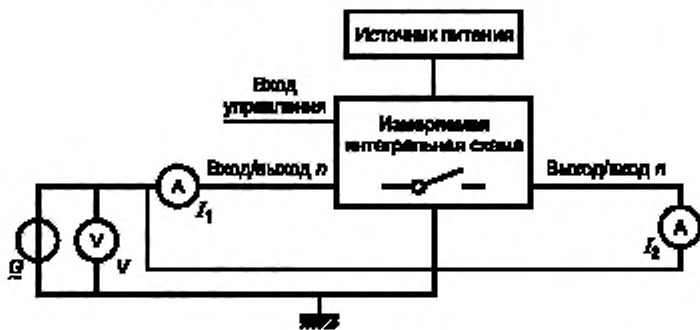 Источник питания
Вход
управления
Измеряемая
интегральная схема
Вход/выход n
Выход/вход n
A
I1
V
V
G
A
I2